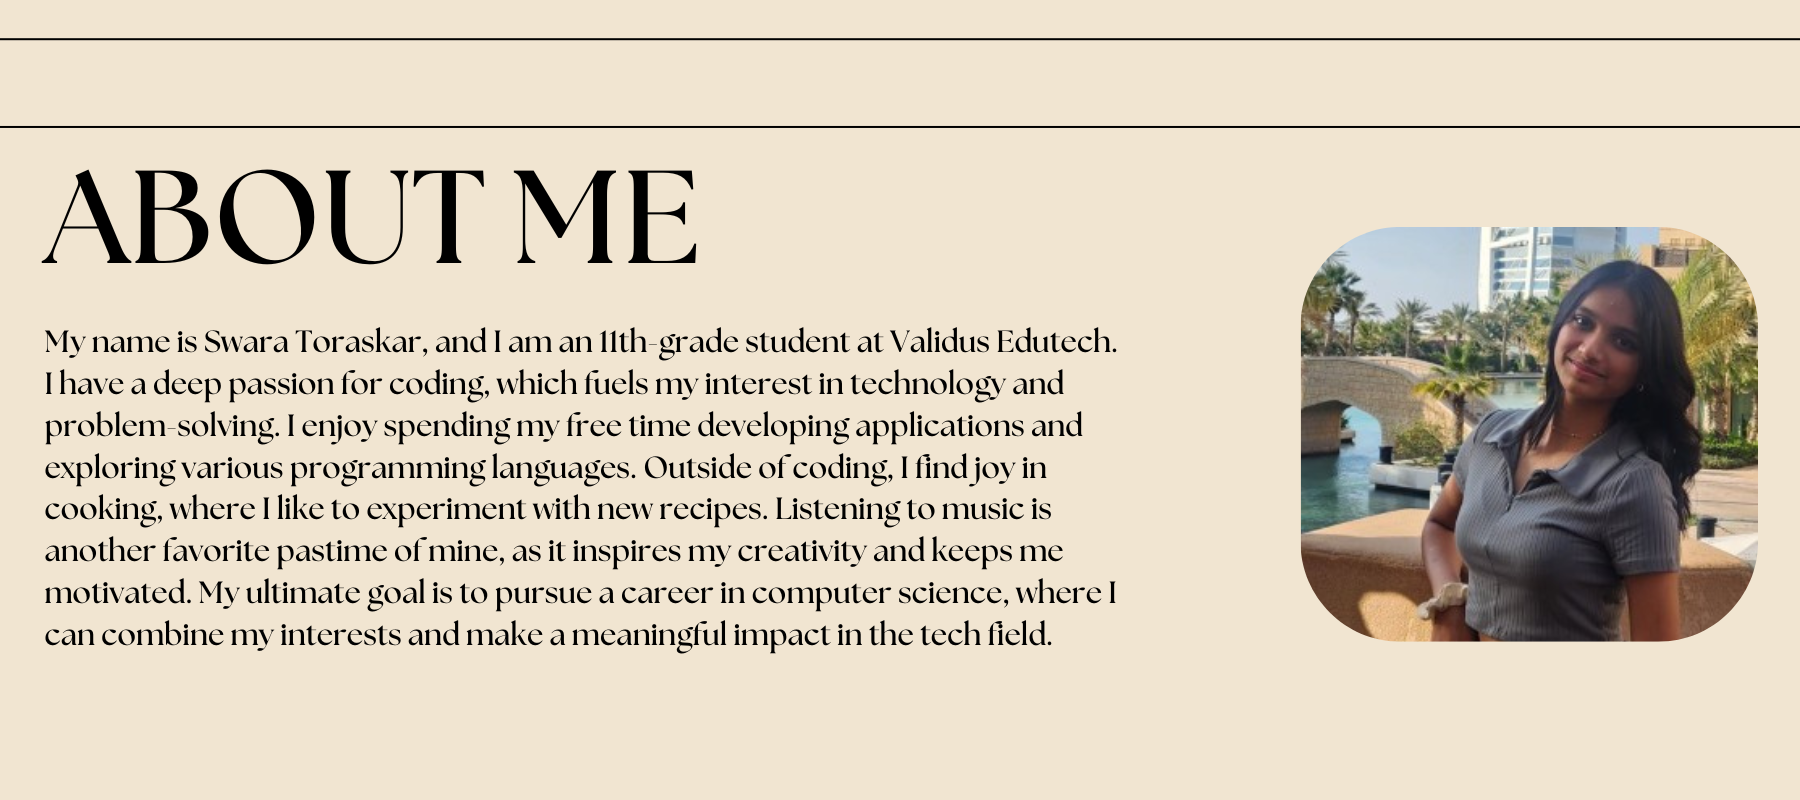 ABOUT ME
My name is Swara Toraskar, and I am an 11th-grade student at Validus Edutech.
I have a deep passion for coding, which fuels my interest in technology and
problem-solving. I enjoy spending my free time developing applications and
exploring various programming languages. Outside of coding, I find joy in
cooking, where I like to experiment with new recipes. Listening to music is
another favorite pastime of mine, as it inspires my creativity and keeps me
motivated. My ultimate goal is to pursue a career in computer science, where I
can combine my interests and make a meaningful impact in the tech field.